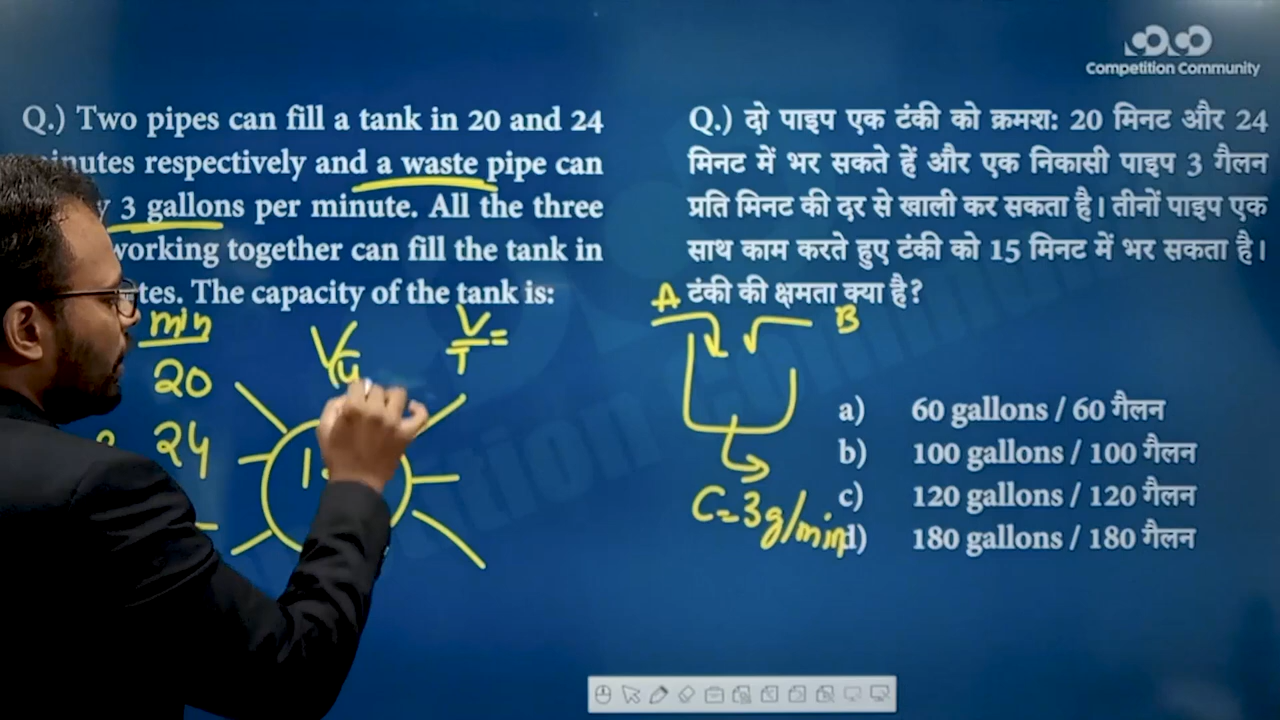 Competition Community
Q.) Two pipes can fill a tank in 20 and 24
minutes respectively and a waste pipe can
3 gallons per minute. All the three
working together can fill the tank in
The capacity of the tank is:
min
20
24
V
V/T =
Q.) दो पाइप एक टंकी को क्रमश: 20 मिनट और 24
मिनट में भर सकते हें और एक निकासी पाइप 3 गैलन
प्रति मिनट की दर से खाली कर सकता है। तीनों पाइप एक
साथ काम करते हुए टंकी को 15 मिनट में भर सकता है।
टंकी की क्षमता क्या है?
A
B
C=3g/min
a) 60 gallons / 60 गैलन
b) 100 gallons / 100 गैलन
c) 120 gallons / 120 गैलन
d) 180 gallons / 180 गैलन